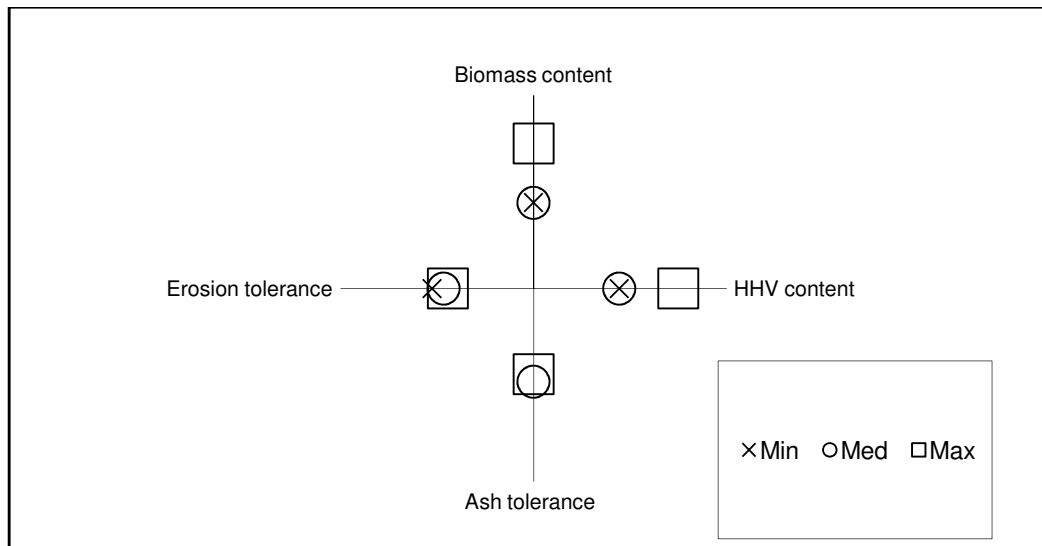 Biomass content
Erosion tolerance
HHV content
Min Med Max
Ash tolerance